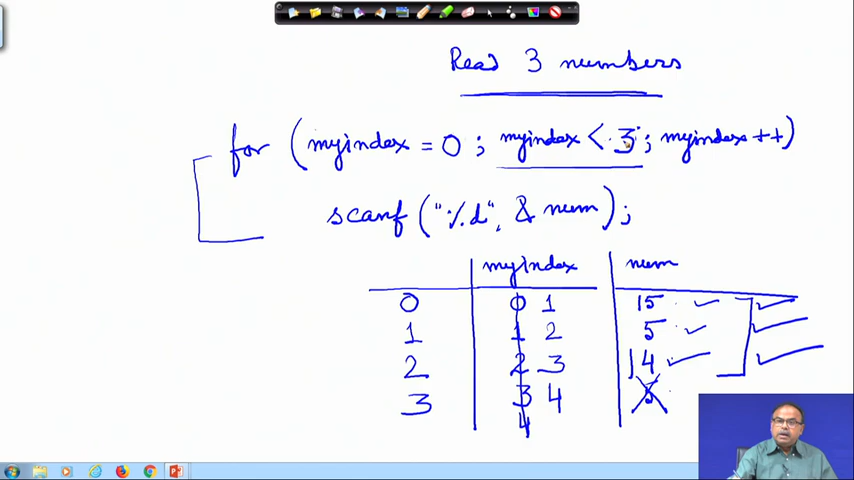 Read 3 numbers
for (myindex = 0 ; myindex < 3 ; myindex ++)
scanf ("%d", & num) ;
myindex num
0 0 1 15
1 1 2 5
2 2 3 14
3 3 4
4